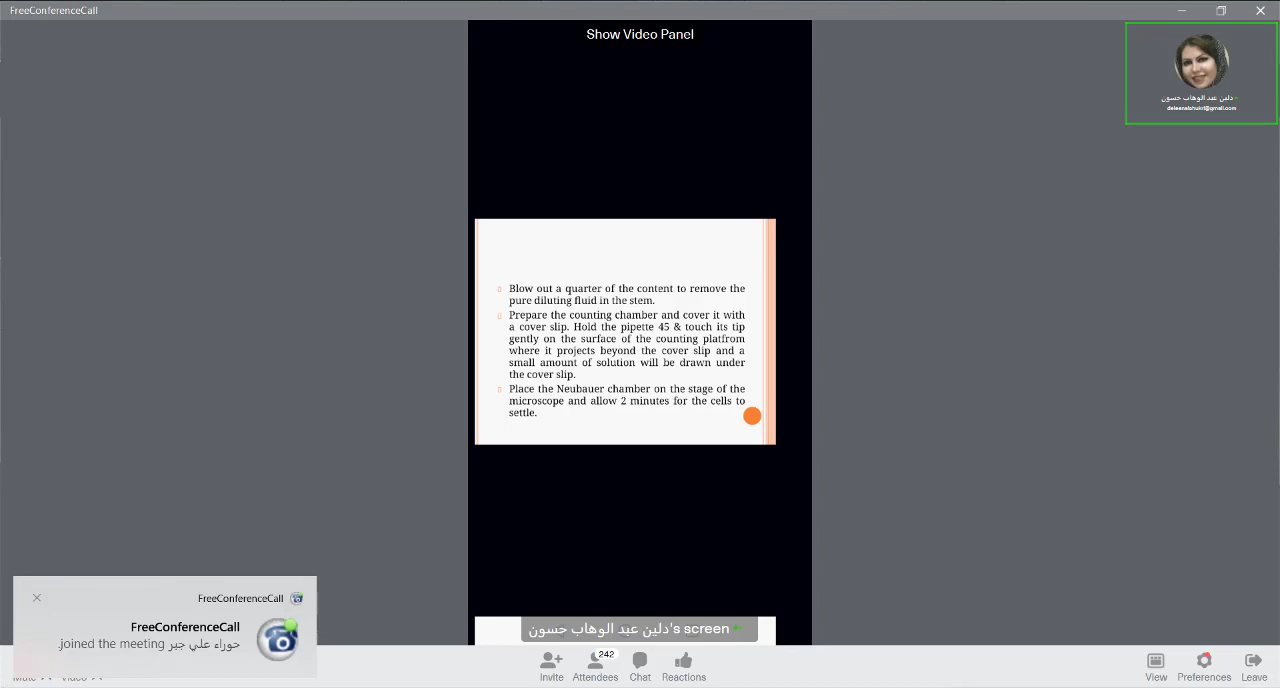 FreeConferenceCall
Show Video Panel
دلين عبد الوهاب حسون
deleenalshukri@gmail.com
Blow out a quarter of the content to remove the
pure diluting fluid in the stem.
Prepare the counting chamber and cover it with
a cover slip. Hold the pipette 45 & touch its tip
gently on the surface of the counting platfrom
where it projects beyond the cover slip and a
small amount of solution will be drawn under
the cover slip.
Place the Neubauer chamber on the stage of the
microscope and allow 2 minutes for the cells to
settle.
دلين عبد الوهاب حسون's screen
FreeConferenceCall
FreeConferenceCall
.joined the meeting حوراء علي جبر
Mute
Video
242
Invite
Attendees
Chat
Reactions
View
Preferences
Leave